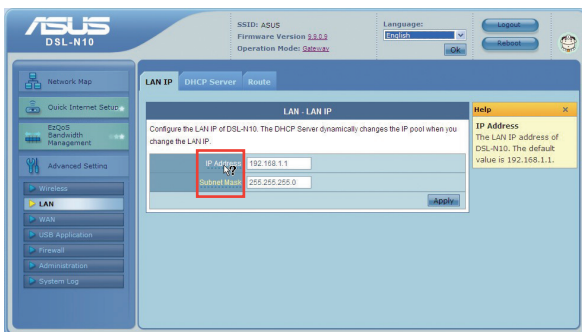 ASUS
DSL-N10
SSID: ASUS
Firmware Version 9.8.0.9
Operation Mode: Gateway
Language:
English
Ok
Logout
Reboot
Network Map
Quick Internet Setup
EzQoS
Bandwidth
Management
Advanced Setting
Wireless
LAN
WAN
USB Application
Firewall
Administration
System Log
LAN IP DHCP Server Route
LAN - LAN IP
Configure the LAN IP of DSL-N10. The DHCP Server dynamically changes the IP pool when you
change the LAN IP.
IP Address 192.168.1.1
Subnet Mask 255.255.255.0
Apply
Help x
IP Address
The LAN IP address of
DSL-N10. The default
value is 192.168.1.1.